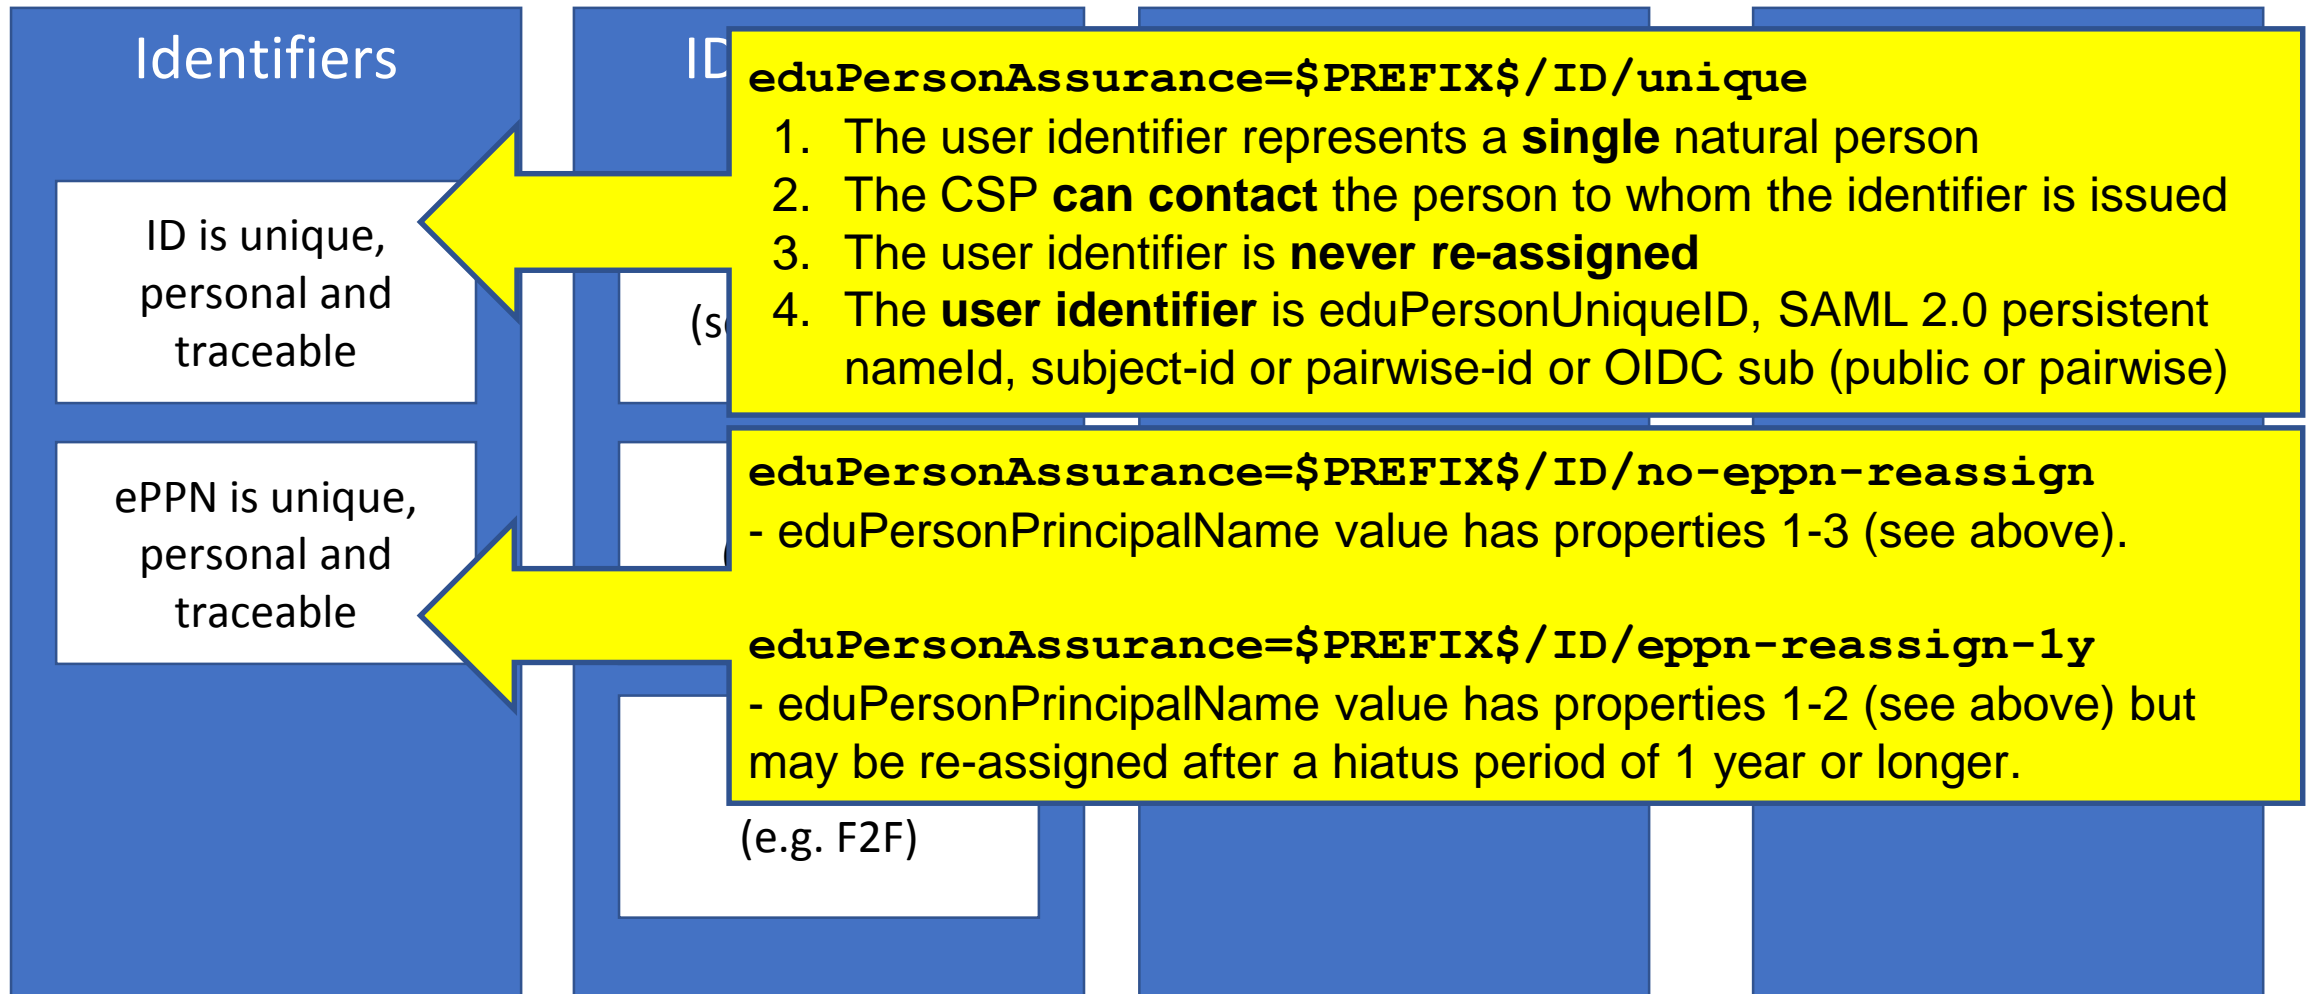 Identifiers
ID is unique,
personal and
traceable
ePPN is unique,
personal and
traceable
ID
(s
(
(e.g. F2F)
eduPersonAssurance=$PREFIX$/ID/unique
1. The user identifier represents a single natural person
2. The CSP can contact the person to whom the identifier is issued
3. The user identifier is never re-assigned
4. The user identifier is eduPersonUniqueID, SAML 2.0 persistent
nameId, subject-id or pairwise-id or OIDC sub (public or pairwise)
eduPersonAssurance=$PREFIX$/ID/no-eppn-reassign
- eduPersonPrincipalName value has properties 1-3 (see above).
eduPersonAssurance=$PREFIX$/ID/eppn-reassign-1y
- eduPersonPrincipalName value has properties 1-2 (see above) but
may be re-assigned after a hiatus period of 1 year or longer.